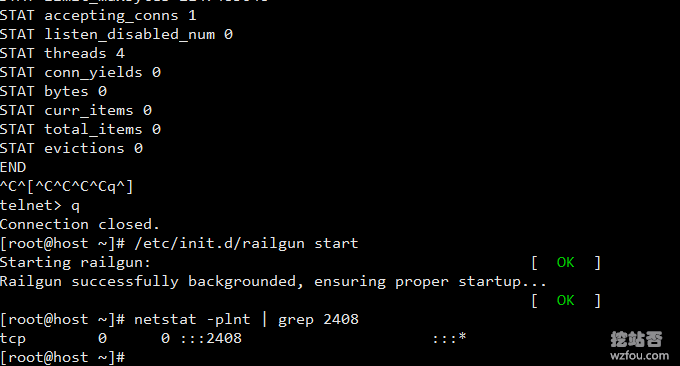 STAT accepting_conns 1
STAT listen_disabled_num 0
STAT threads 4
STAT conn_yields 0
STAT bytes 0
STAT curr_items 0
STAT total_items 0
STAT evictions 0
END
^C^[^C^C^C^Cq^]
telnet> q
Connection closed.
[root@host ~]# /etc/init.d/railgun start
Starting railgun: [ OK ]
Railgun successfully backgrounded, ensuring proper startup...
[ OK ]
[root@host ~]# netstat -plnt | grep 2408
tcp 0 0 :::2408 :::*
[root@host ~]#
挖站否
wzfou.com